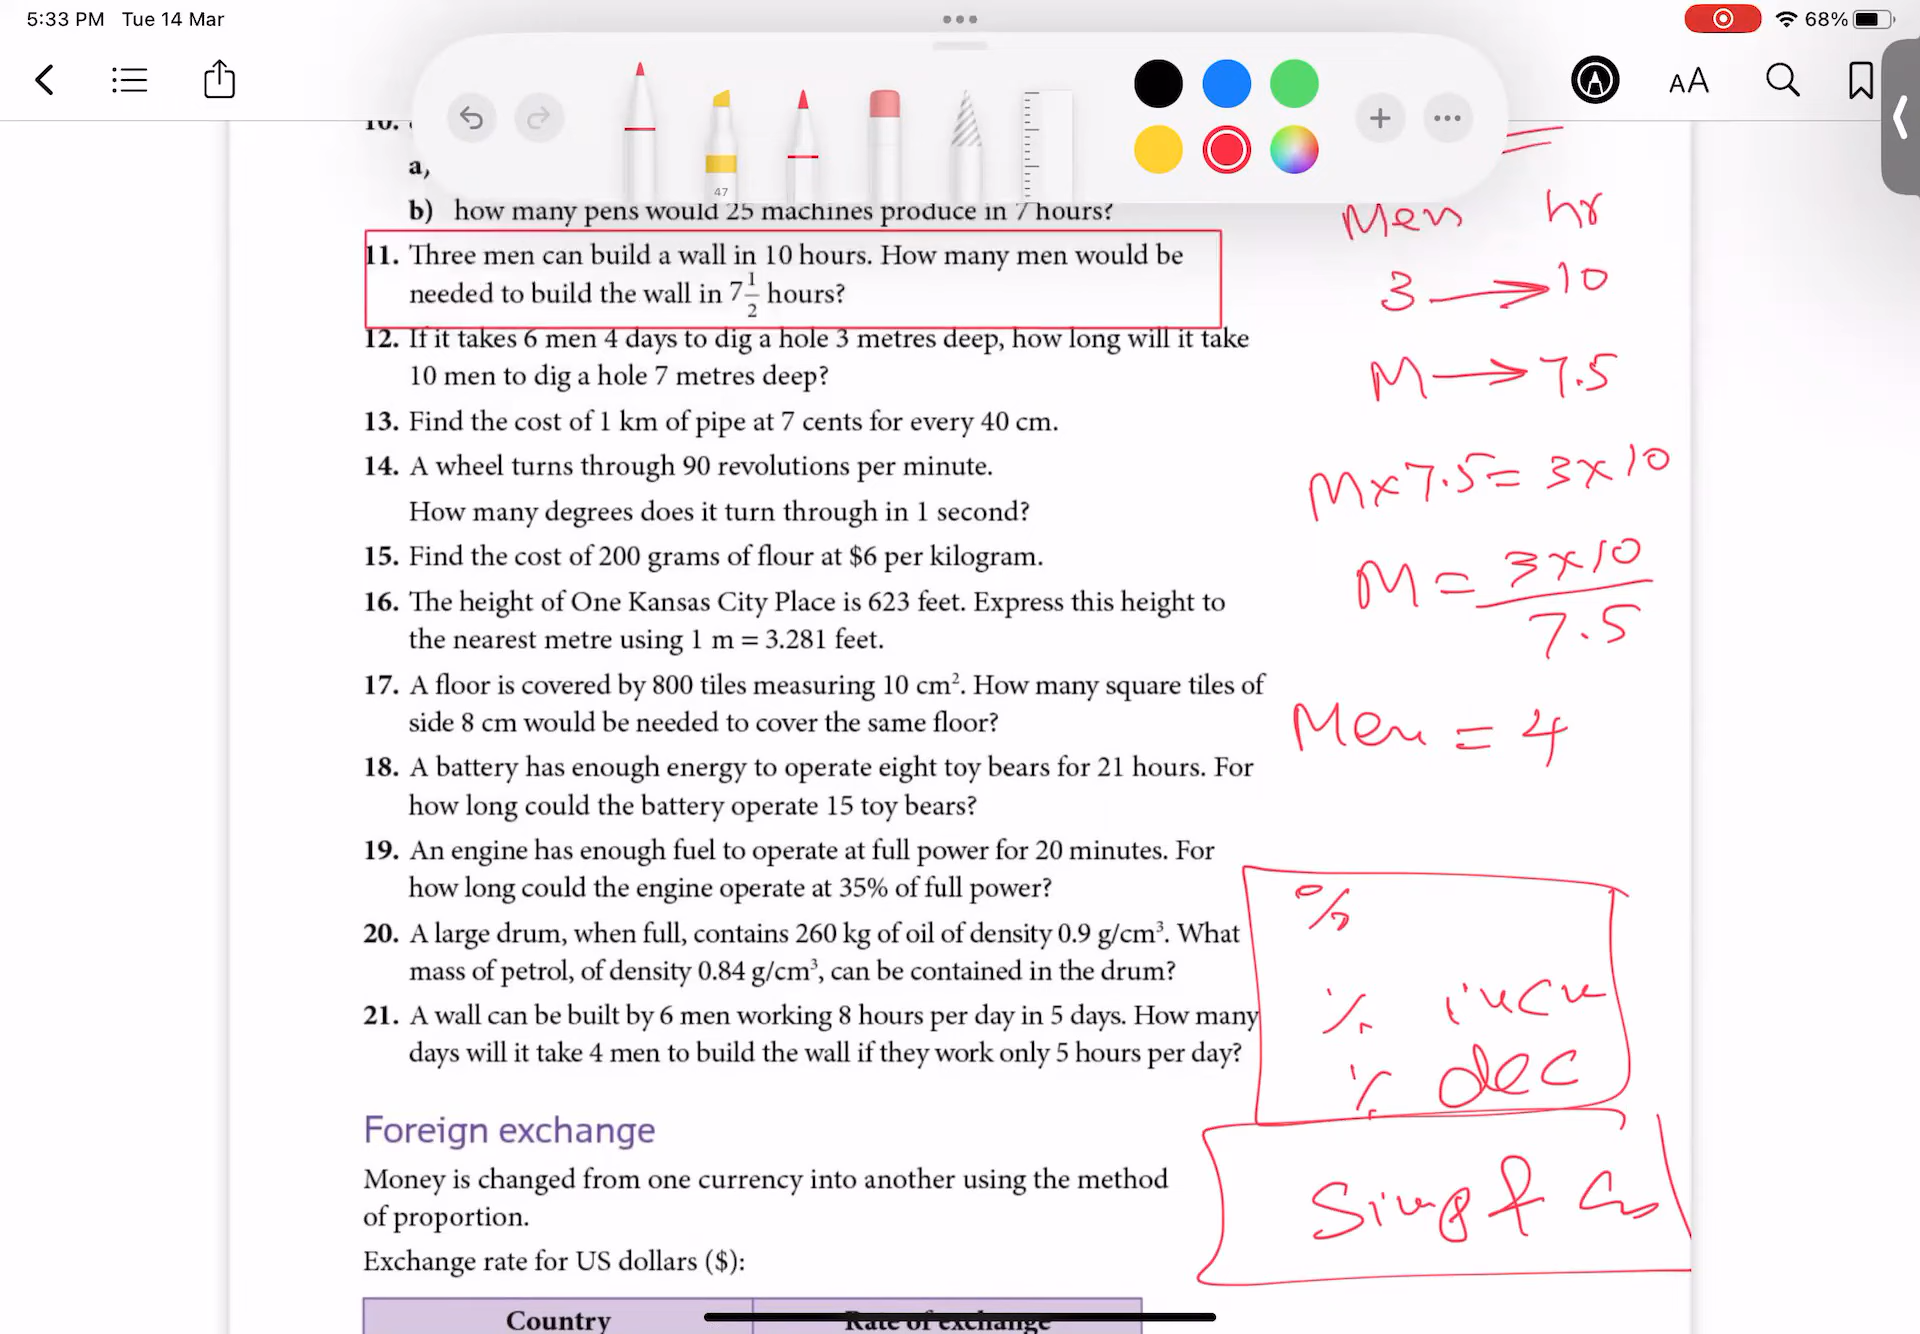 5:33 PM Tue 14 Mar
68%
AA
47
10.
a,
b) how many pens would 25 machines produce in 7 hours?
11. Three men can build a wall in 10 hours. How many men would be
needed to build the wall in 7 1/2 hours?
12. If it takes 6 men 4 days to dig a hole 3 metres deep, how long will it take
10 men to dig a hole 7 metres deep?
13. Find the cost of 1 km of pipe at 7 cents for every 40 cm.
14. A wheel turns through 90 revolutions per minute.
How many degrees does it turn through in 1 second?
15. Find the cost of 200 grams of flour at $6 per kilogram.
16. The height of One Kansas City Place is 623 feet. Express this height to
the nearest metre using 1 m = 3.281 feet.
17. A floor is covered by 800 tiles measuring 10 cm². How many square tiles of
side 8 cm would be needed to cover the same floor?
18. A battery has enough energy to operate eight toy bears for 21 hours. For
how long could the battery operate 15 toy bears?
19. An engine has enough fuel to operate at full power for 20 minutes. For
how long could the engine operate at 35% of full power?
20. A large drum, when full, contains 260 kg of oil of density 0.9 g/cm³. What
mass of petrol, of density 0.84 g/cm³, can be contained in the drum?
21. A wall can be built by 6 men working 8 hours per day in 5 days. How many
days will it take 4 men to build the wall if they work only 5 hours per day?
Foreign exchange
Money is changed from one currency into another using the method
of proportion.
Exchange rate for US dollars ($):
Country Rate of exchange
Men hr
3 → 10
M → 7.5
M×7.5 = 3×10
M = 3×10
7.5
Men = 4
%
%
% dec